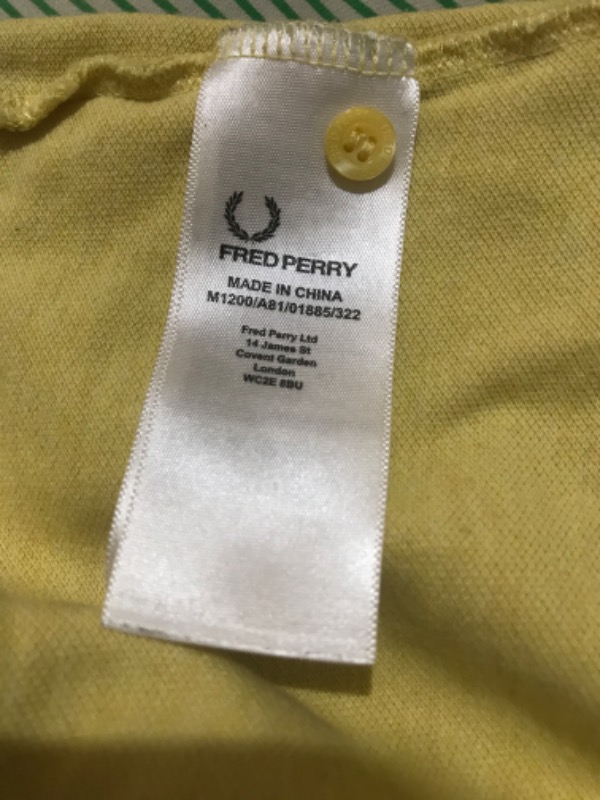 FRED PERRY
MADE IN CHINA
M1200/A81/01885/322
Fred Perry Ltd
14 James St
Covent Garden
London
WC2E 8BU